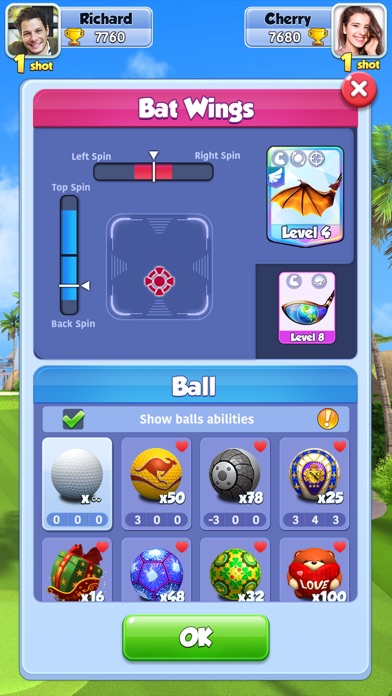 Richard
7760
1 shot
Cherry
7680
1 shot
Bat Wings
Left Spin
Right Spin
Top Spin
Back Spin
Level 4
Level 8
Ball
Show balls abilities
x∞
x50
x78
x25
0 0 0
3 0 0
-3 0 0
3 4 3
x16
x48
x32
LOVE
x100
OK